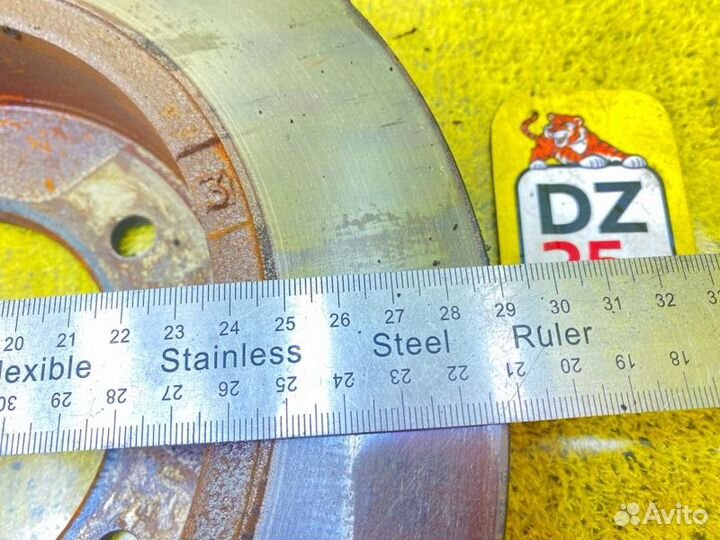 DZ
25
20 21 22 23 24 25 26 27 28 29 30 31 32
Stainless Steel Ruler
30 29 28 27 26 25 24 23 22 21 20 19 18
Avito